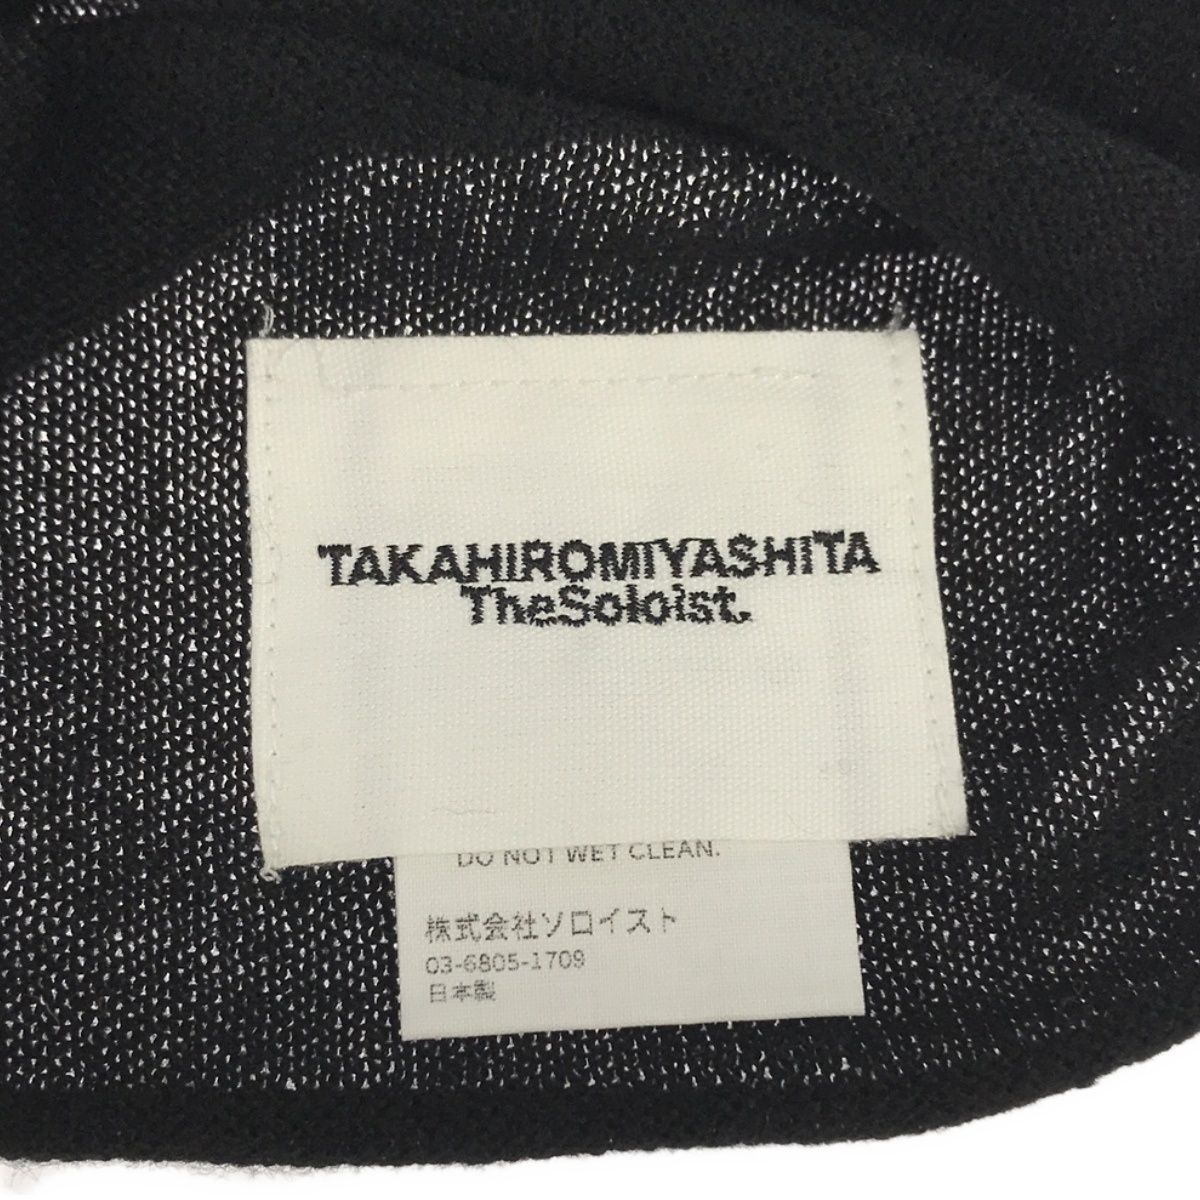 TAKAHIROMIYASHITA
TheSoloist.
DO NOT WET CLEAN.
株式会社ソロイスト
03-6805-1709
日本製